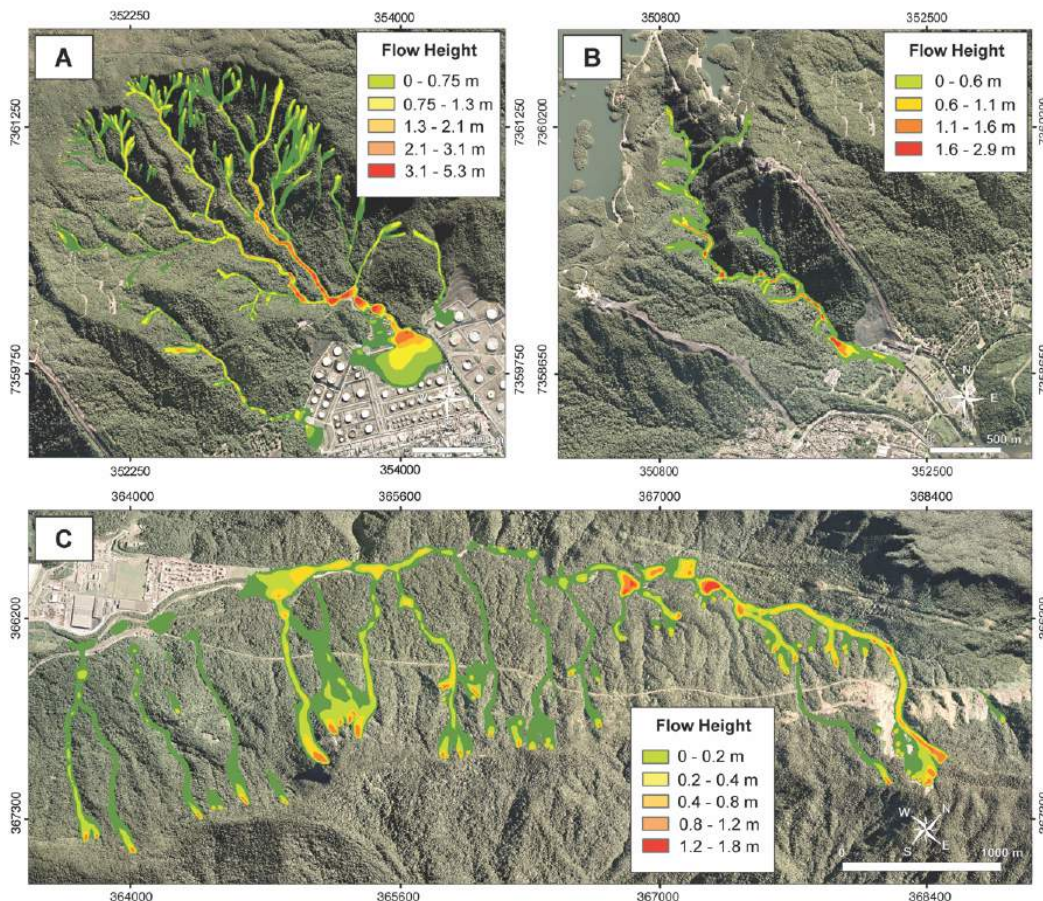 352250 354000
A
Flow Height
0 - 0.75 m
0.75 - 1.3 m
1.3 - 2.1 m
2.1 - 3.1 m
3.1 - 5.3 m
7361250
7359750
352250 354000
350800 352500
B
Flow Height
0 - 0.6 m
0.6 - 1.1 m
1.1 - 1.6 m
1.6 - 2.9 m
7361250
7360200
7359750
7358650
7358650
N
E
500 m
350800 352500
364000 365600 367000 368400
C
366200
367300
Flow Height
0 - 0.2 m
0.2 - 0.4 m
0.4 - 0.8 m
0.8 - 1.2 m
1.2 - 1.8 m
W N
S E
0 1000 m
364000 365600 367000 368400